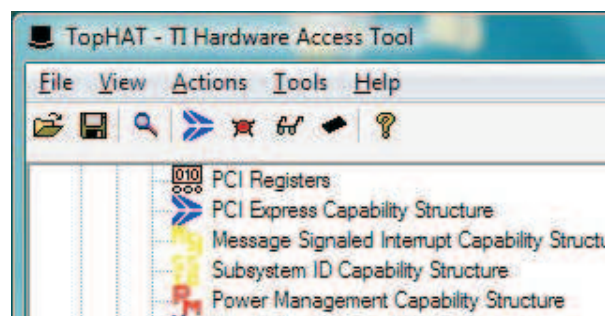 TopHAT - TI Hardware Access Tool
File View Actions Tools Help
010 PCI Registers
PCI Express Capability Structure
Message Signaled Interrupt Capability Structu
Subsystem ID Capability Structure
PM Power Management Capability Structure